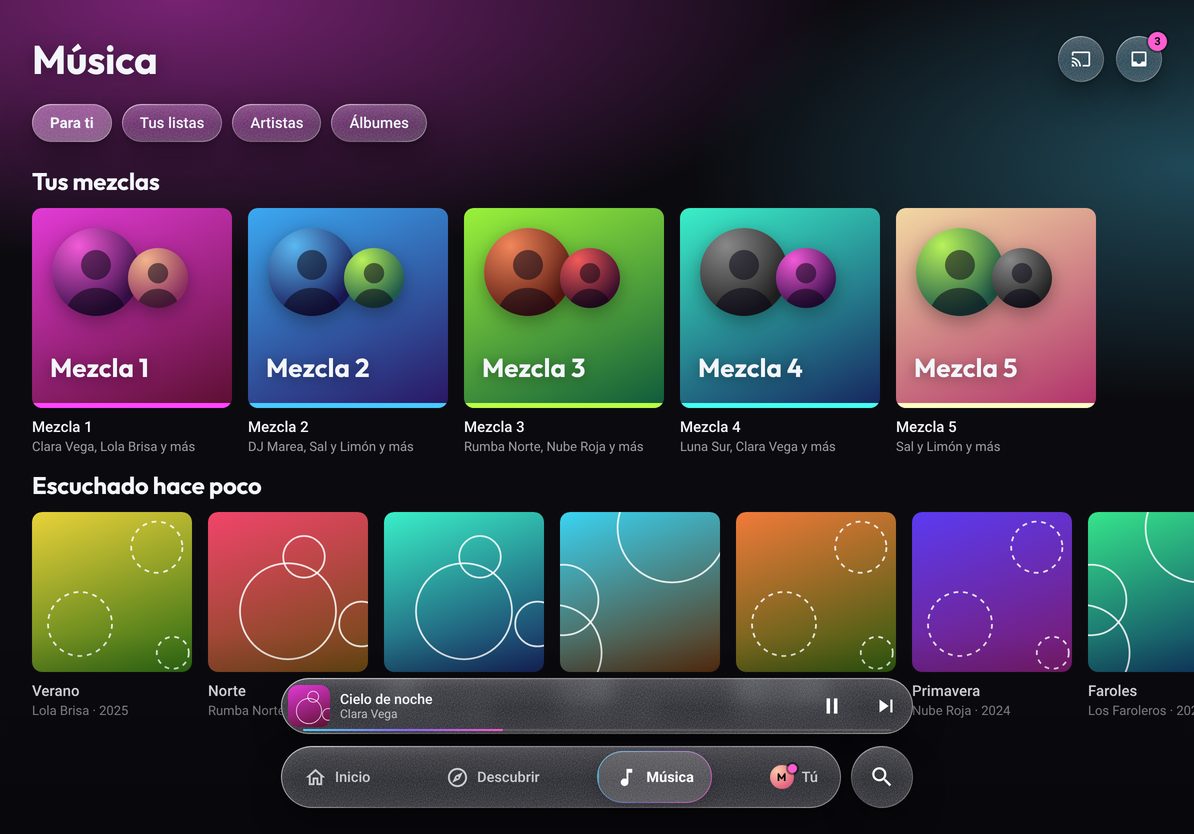 Música
3
Para ti
Tus listas
Artistas
Álbumes
Tus mezclas
Mezcla 1
Mezcla 2
Mezcla 3
Mezcla 4
Mezcla 5
Mezcla 1
Clara Vega, Lola Brisa y más
Mezcla 2
DJ Marea, Sal y Limón y más
Mezcla 3
Rumba Norte, Nube Roja y más
Mezcla 4
Luna Sur, Clara Vega y más
Mezcla 5
Sal y Limón y más
Escuchado hace poco
Verano
Lola Brisa · 2025
Norte
Rumba Norte
Primavera
Nube Roja · 2024
Faroles
Los Faroleros ·
Cielo de noche
Clara Vega
Inicio
Descubrir
Música
M
Tú